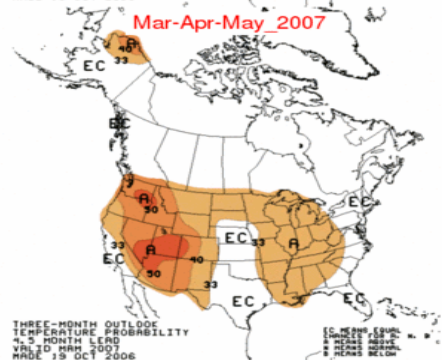 Mar-Apr-May_2007
A
40
EC
33
EC
A
50
EC
33
EC
33
A
EC
A
40
50
33
EC
EC
THREE-MONTH OUTLOOK
TEMPERATURE PROBABILITY
4.5 MONTH LEAD
VALID MAM 2007
MADE 19 OCT 2006
EC MEANS EQUAL
CHANCES FOR A, N, B
A MEANS ABOVE
N MEANS NORMAL
B MEANS BELOW